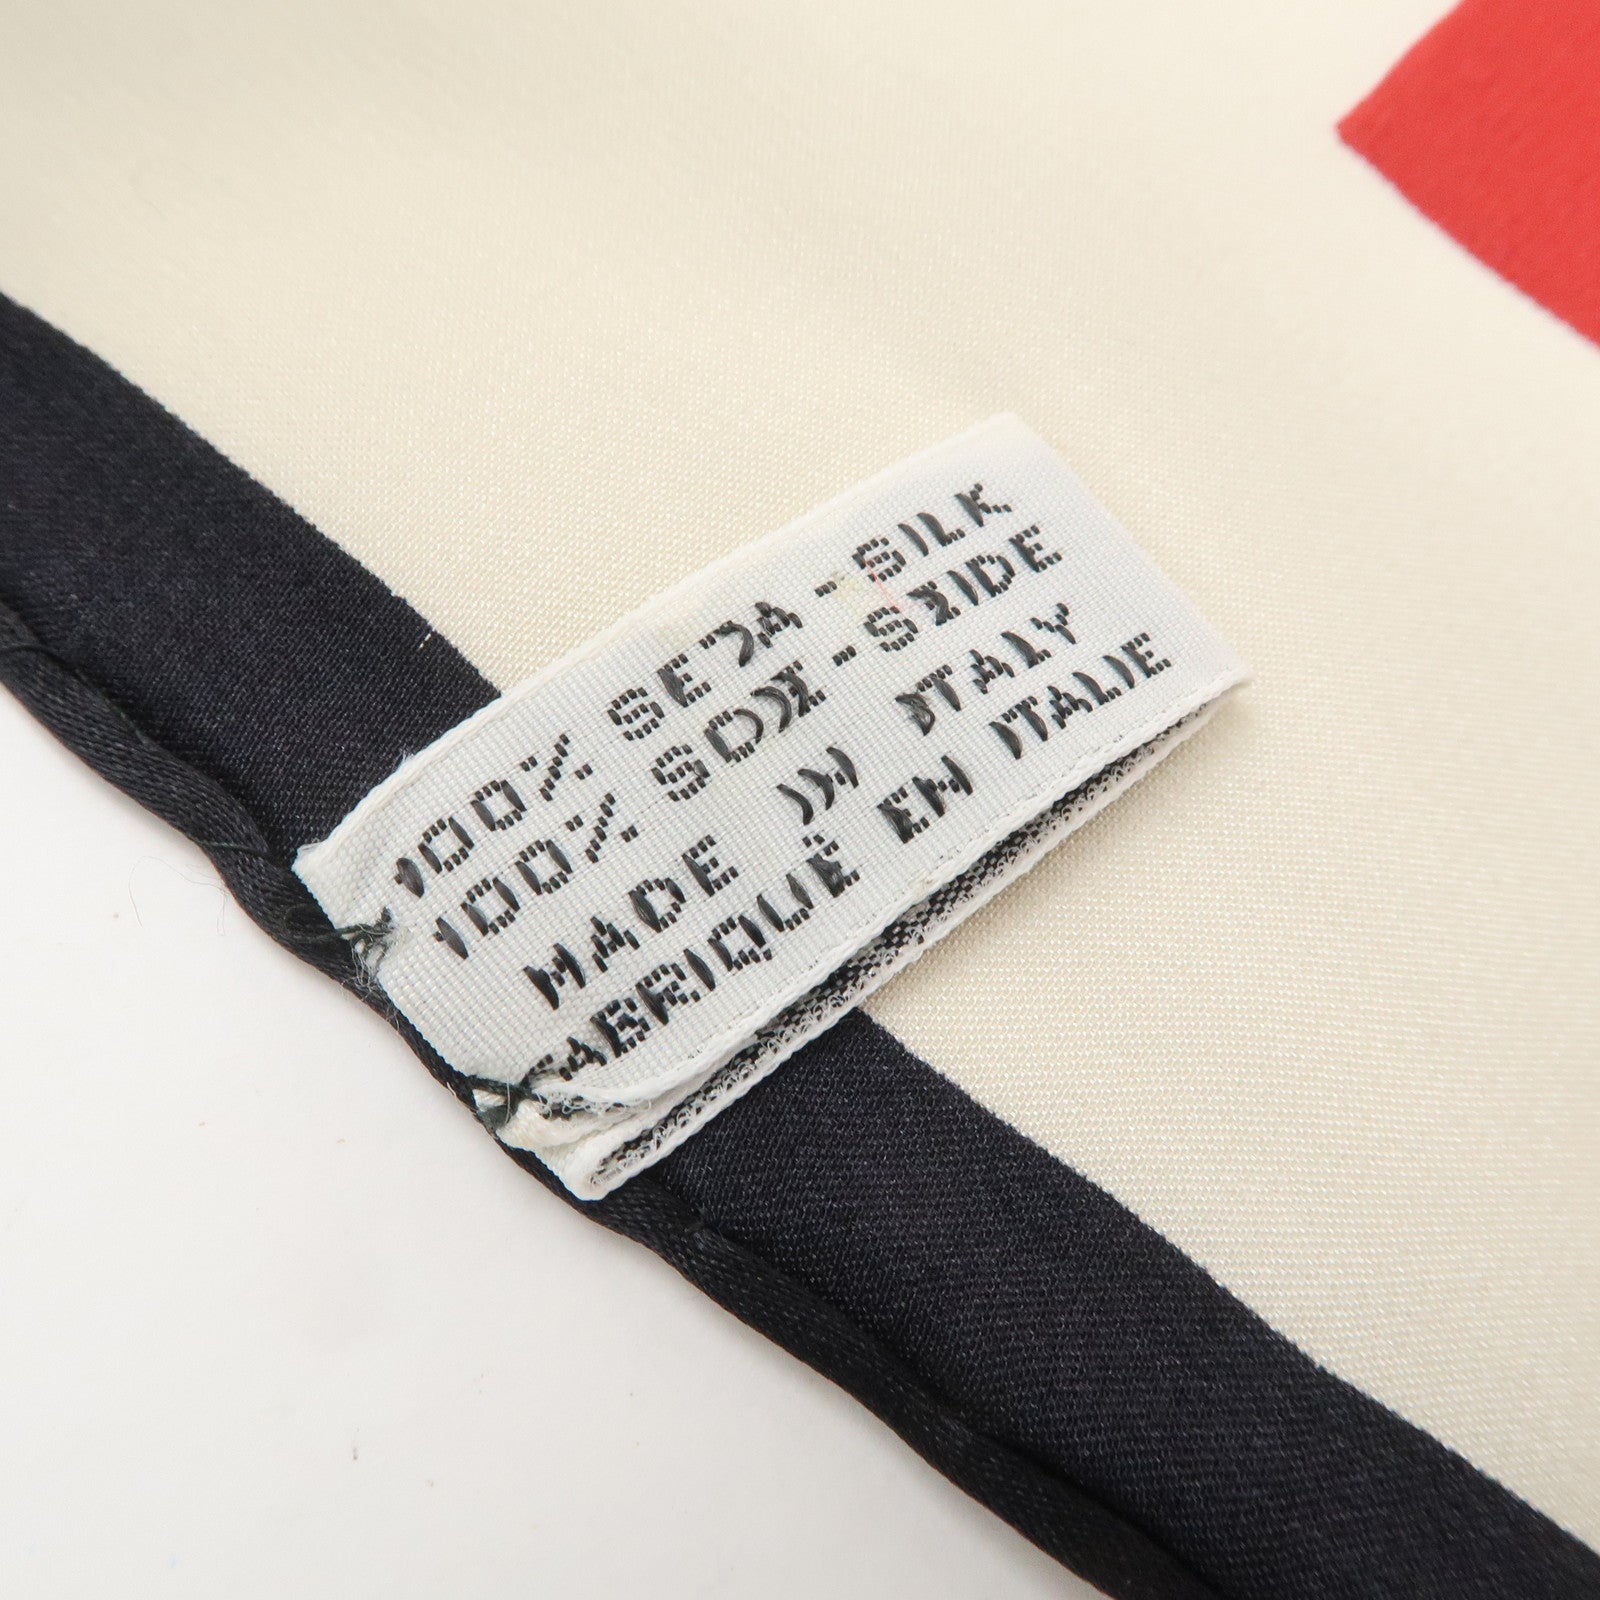 100% SETA - SILK
100% SOIE - SEIDE
MADE IN ITALY
FABRIQUÉ EN ITALIE